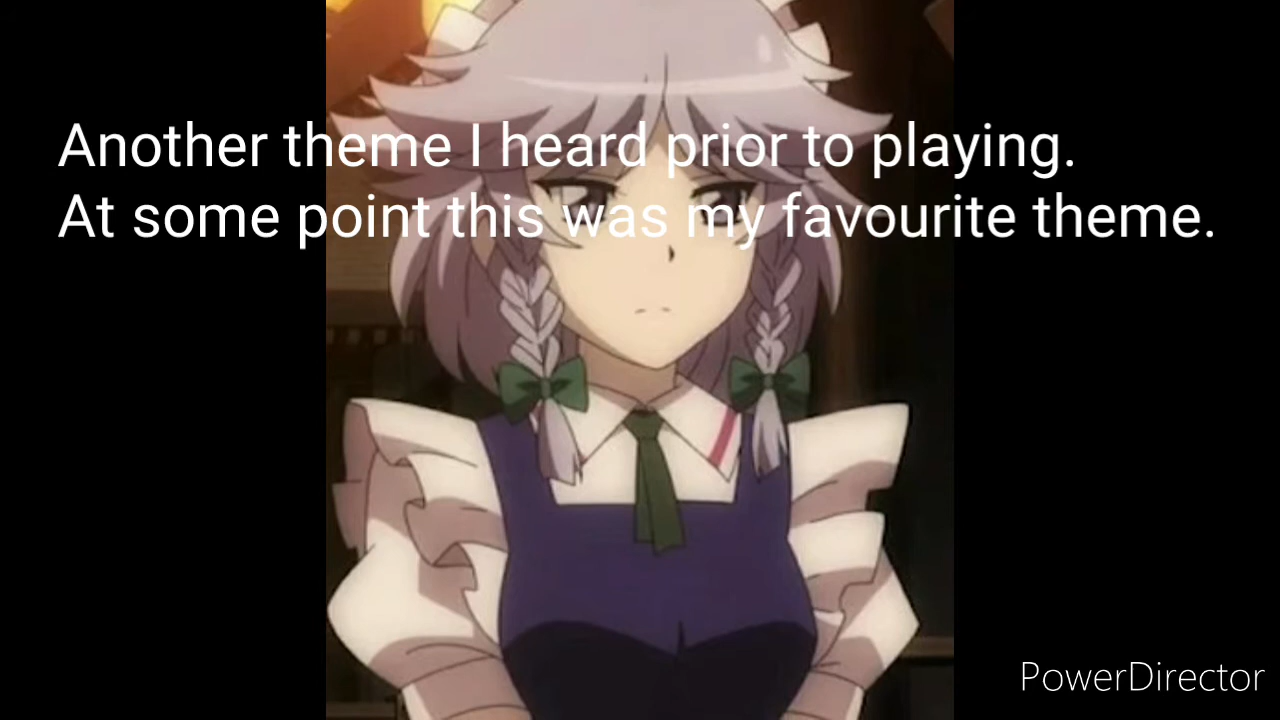 Another theme I heard prior to playing.
At some point this was my favourite theme.
PowerDirector